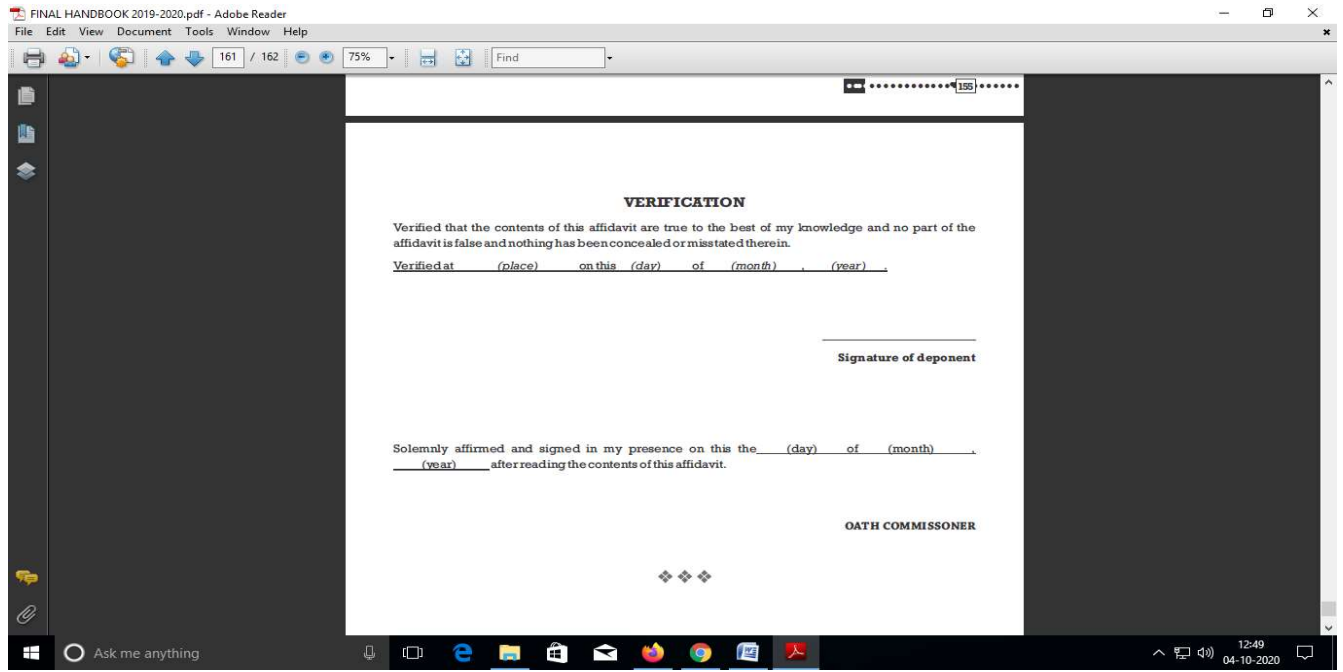 FINAL HANDBOOK 2019-2020.pdf - Adobe Reader
File Edit View Document Tools Window Help
161 / 162 75% Find
155
VERIFICATION
Verified that the contents of this affidavit are true to the best of my knowledge and no part of the
affidavit is false and nothing has been concealed or misstated therein.
Verified at (place) on this (day) of (month) , (year) .
Signature of deponent
Solemnly affirmed and signed in my presence on this the (day) of (month) ,
(year) after reading the contents of this affidavit.
OATH COMMISSONER
Ask me anything
12:49
04-10-2020